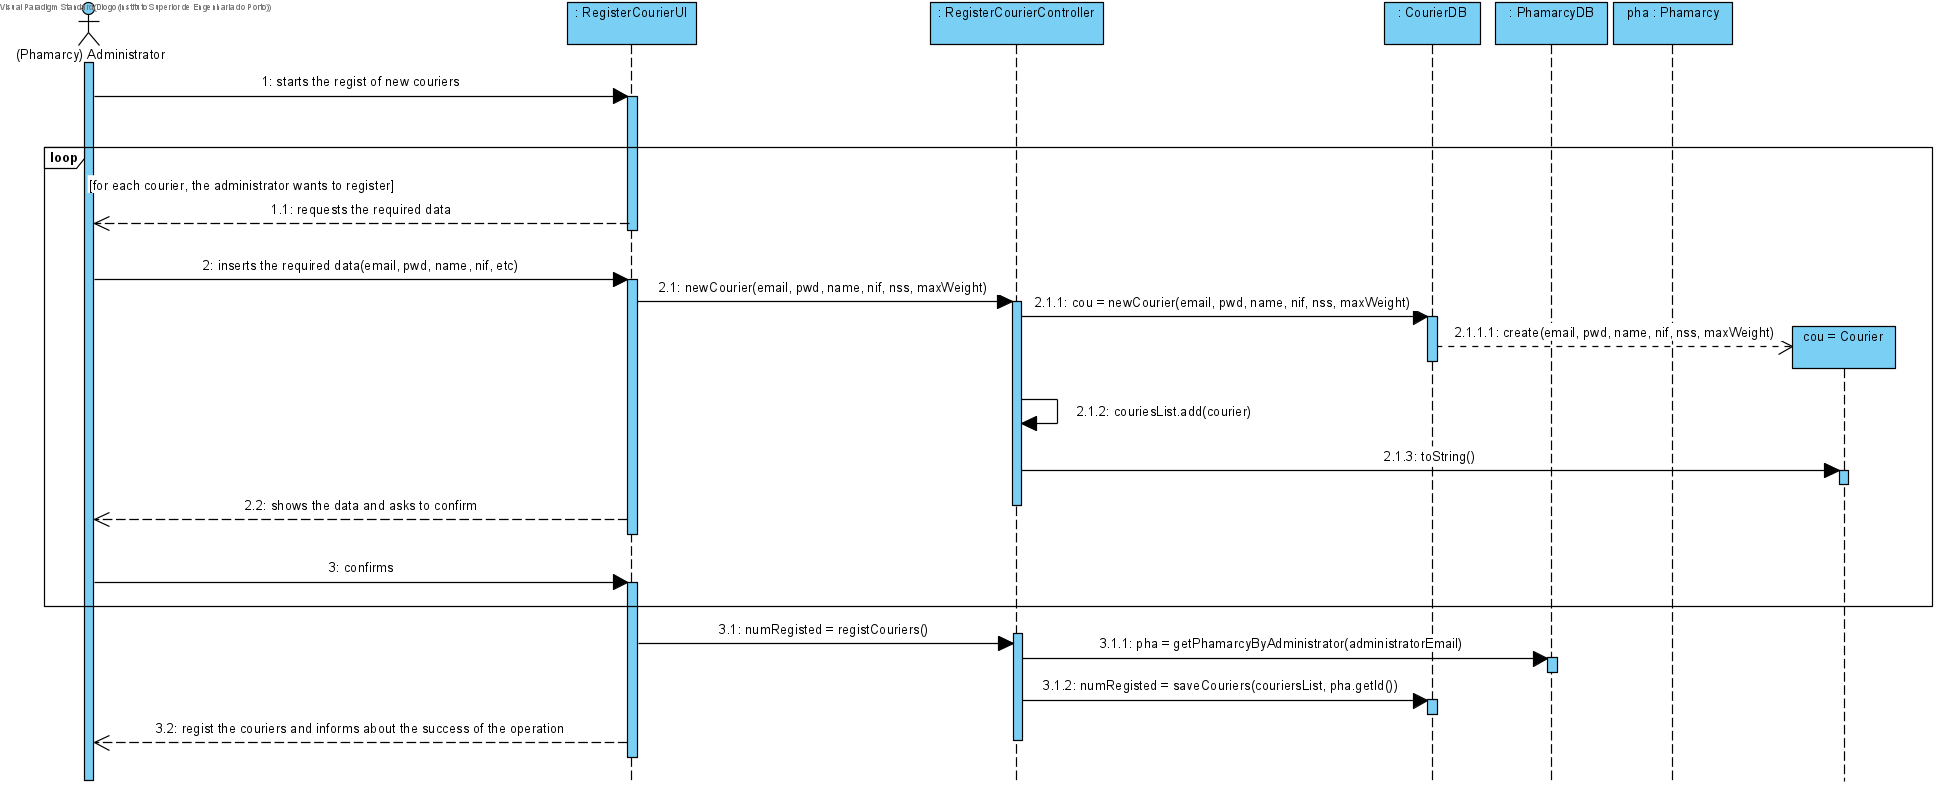 Visual Paradigm Standard(Diogo(Instituto Superior de Engenharia do Porto))
(Phamarcy) Administrator
: RegisterCourierUI
: RegisterCourierController
: CourierDB
: PhamarcyDB
pha : Phamarcy
1: starts the regist of new couriers
loop
[for each courier, the administrator wants to register]
1.1: requests the required data
2: inserts the required data(email, pwd, name, nif, etc)
2.1: newCourier(email, pwd, name, nif, nss, maxWeight)
2.1.1: cou = newCourier(email, pwd, name, nif, nss, maxWeight)
2.1.1.1: create(email, pwd, name, nif, nss, maxWeight)
cou = Courier
2.1.2: couriesList.add(courier)
2.1.3: toString()
2.2: shows the data and asks to confirm
3: confirms
3.1: numRegisted = registCouriers()
3.1.1: pha = getPhamarcyByAdministrator(administratorEmail)
3.1.2: numRegisted = saveCouriers(couriersList, pha.getId())
3.2: regist the couriers and informs about the success of the operation